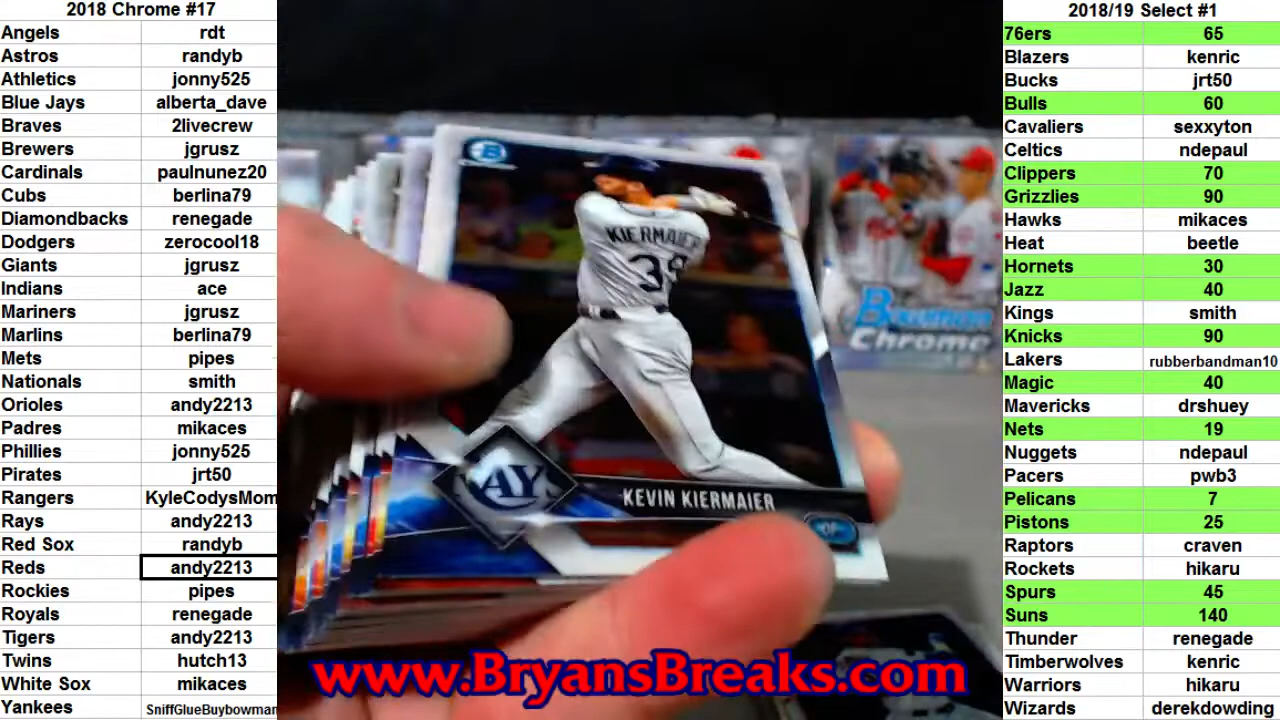 2018 Chrome #17
Angels rdt
Astros randyb
Athletics jonny525
Blue Jays alberta_dave
Braves 2livecrew
Brewers jgrusz
Cardinals paulnunez20
Cubs berlina79
Diamondbacks renegade
Dodgers zerocool18
Giants jgrusz
Indians ace
Mariners jgrusz
Marlins berlina79
Mets pipes
Nationals smith
Orioles andy2213
Padres mikaces
Phillies jonny525
Pirates jrt50
Rangers KyleCodysMom
Rays andy2213
Red Sox randyb
Reds andy2213
Rockies pipes
Royals renegade
Tigers andy2213
Twins hutch13
White Sox mikaces
Yankees SniffGlueBuybowman
B
KIERMAIER
39
AYS
KEVIN KIERMAIER
OF
Bowman
Chrome
www.BryansBreaks.com
2018/19 Select #1
76ers 65
Blazers kenric
Bucks jrt50
Bulls 60
Cavaliers sexxyton
Celtics ndepaul
Clippers 70
Grizzlies 90
Hawks mikaces
Heat beetle
Hornets 30
Jazz 40
Kings smith
Knicks 90
Lakers rubberbandman10
Magic 40
Mavericks drshuey
Nets 19
Nuggets ndepaul
Pacers pwb3
Pelicans 7
Pistons 25
Raptors craven
Rockets hikaru
Spurs 45
Suns 140
Thunder renegade
Timberwolves kenric
Warriors hikaru
Wizards derekdowding